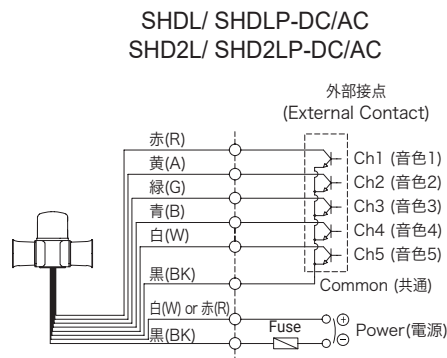 SHDL/ SHDLP-DC/AC
SHD2L/ SHD2LP-DC/AC
外部接点
(External Contact)
赤(R)
Ch1 (音色1)
黄(A)
Ch2 (音色2)
緑(G)
Ch3 (音色3)
青(B)
Ch4 (音色4)
白(W)
Ch5 (音色5)
黒(BK)
Common (共通)
白(W) or 赤(R)
Fuse
⊕
Power(電源)
⊖
黒(BK)